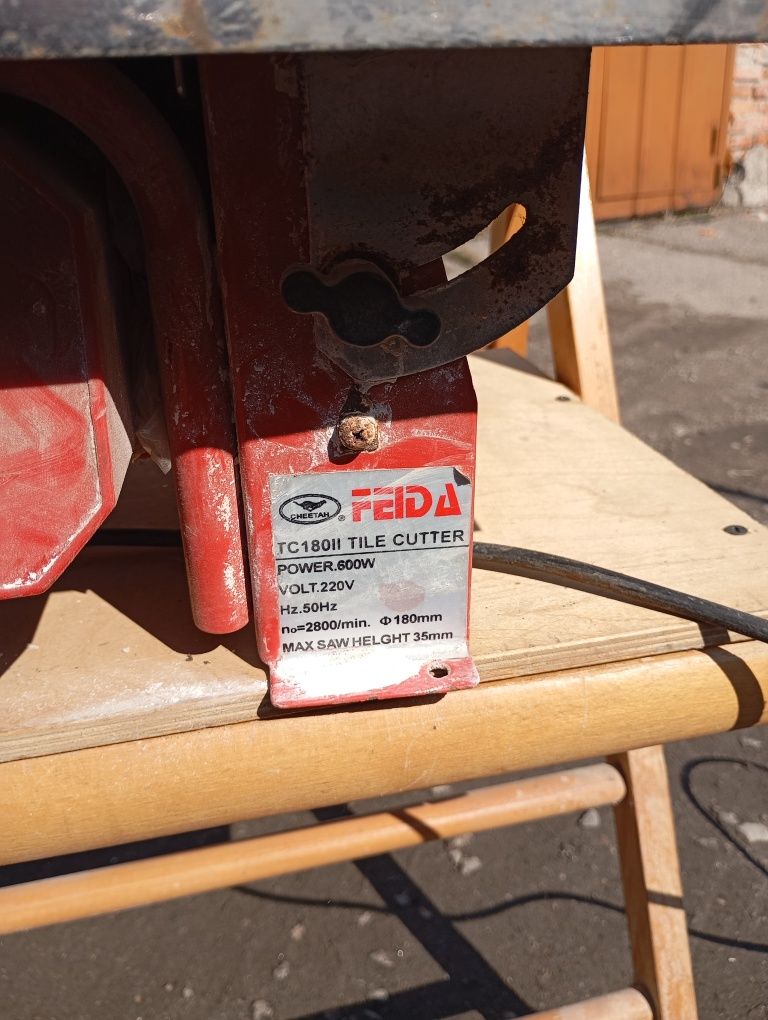 CHEETAH ® FEIDA
TC180II TILE CUTTER
POWER.600W
VOLT.220V
Hz.50Hz
no=2800/min. Φ180mm
MAX SAW HELGHT 35mm